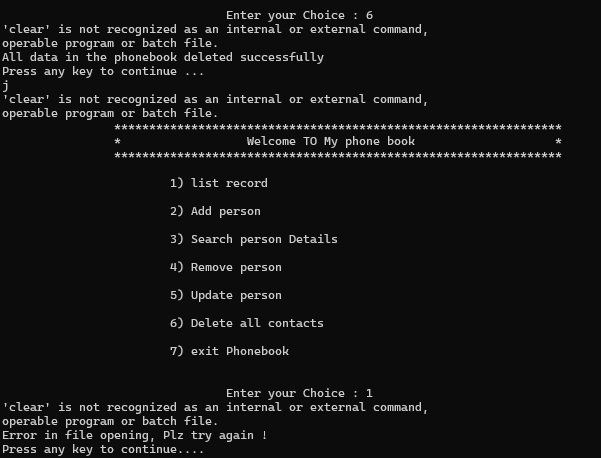 Enter your Choice : 6
'clear' is not recognized as an internal or external command,
operable program or batch file.
All data in the phonebook deleted successfully
Press any key to continue ...
j
'clear' is not recognized as an internal or external command,
operable program or batch file.
****************************************************************
*                  Welcome TO My phone book                    *
****************************************************************
1) list record
2) Add person
3) Search person Details
4) Remove person
5) Update person
6) Delete all contacts
7) exit Phonebook
Enter your Choice : 1
'clear' is not recognized as an internal or external command,
operable program or batch file.
Error in file opening, Plz try again !
Press any key to continue....